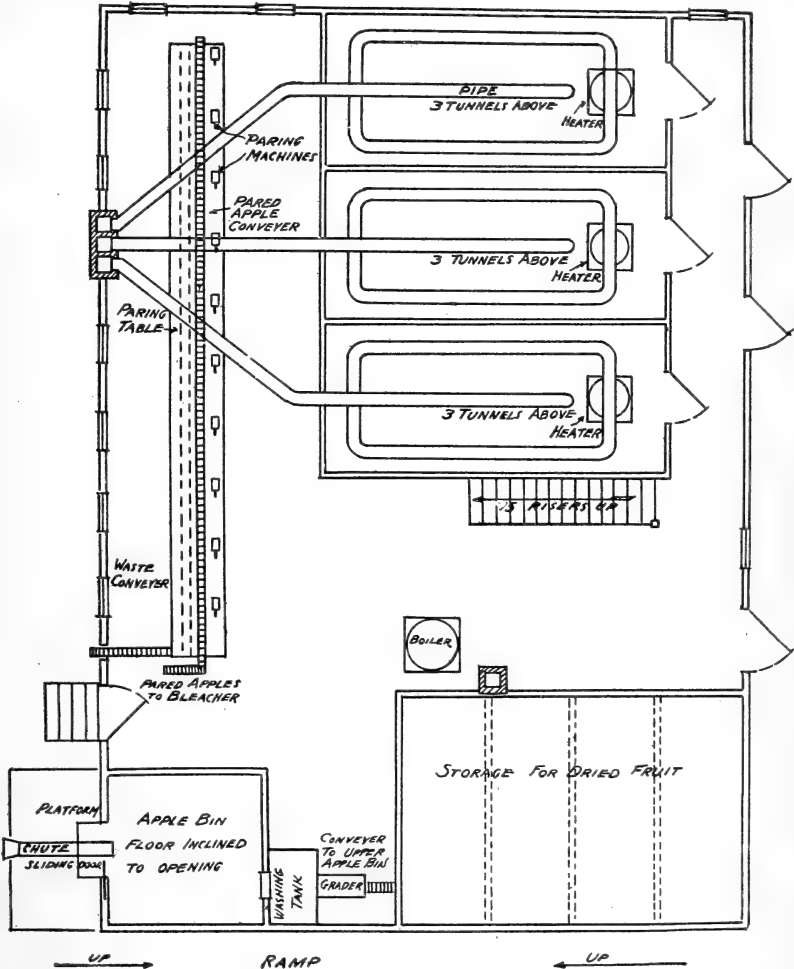 PIPE
3 TUNNELS ABOVE
HEATER
PARING
MACHINES
PARED
APPLE
CONVEYER
3 TUNNELS ABOVE
HEATER
PARING
TABLE
3 TUNNELS ABOVE
HEATER
15 RISERS UP
WASTE
CONVEYER
BOILER
PARED APPLES
TO BLEACHER
STORAGE FOR DRIED FRUIT
PLATFORM
CHUTE
SLIDING DOOR
APPLE BIN
FLOOR INCLINED
TO OPENING
WASHING
TANK
CONVEYER
TO UPPER
APPLE BIN
GRADER
UP
RAMP
UP